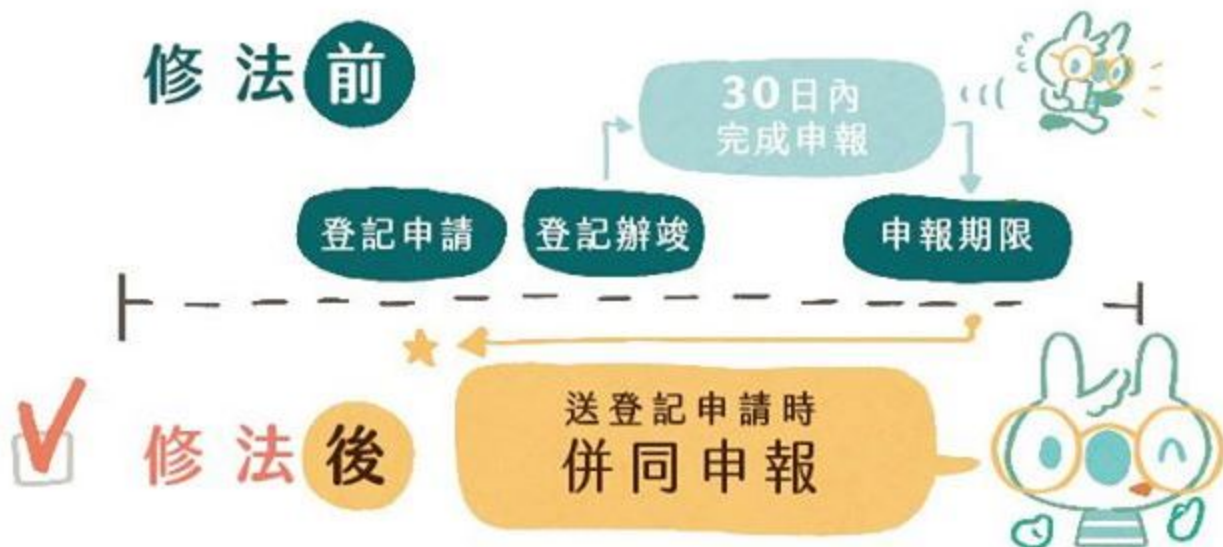 修法前
30日內
完成申報
登記申請
登記辦竣
申報期限
送登記申請時
併同申報
修法後